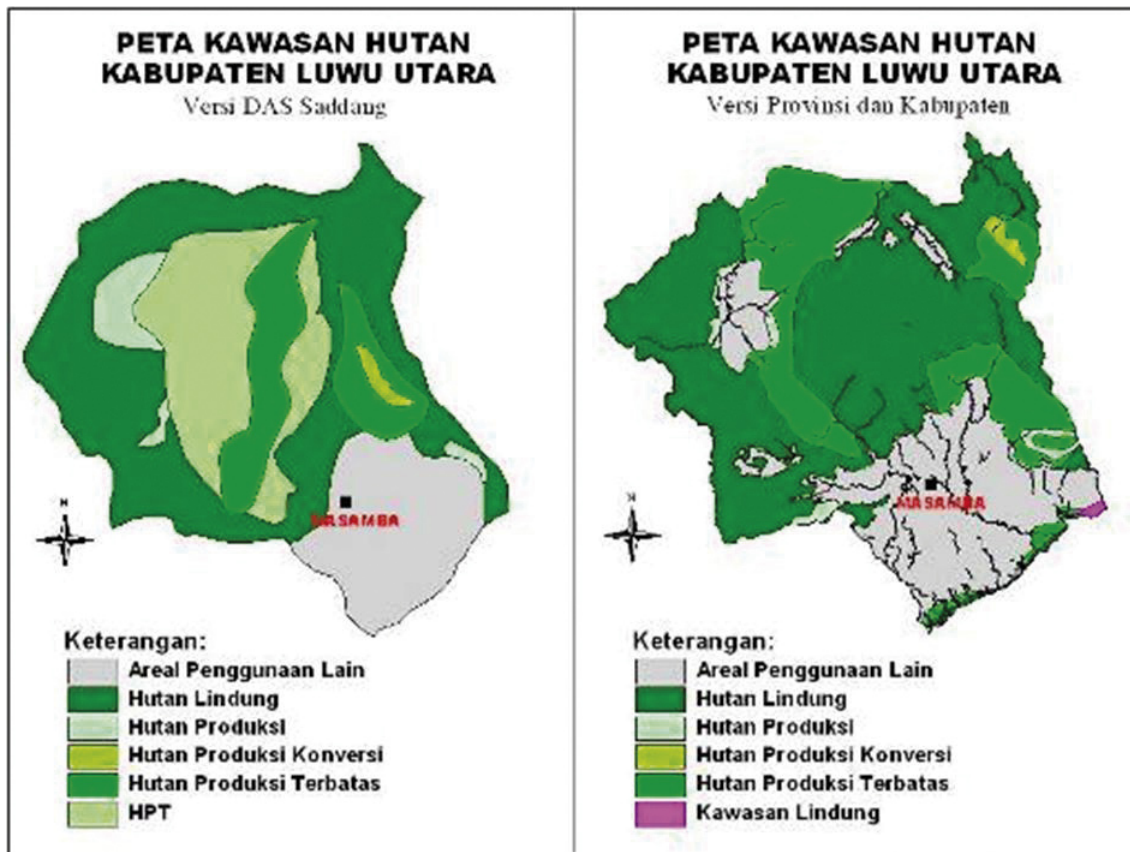 PETA KAWASAN HUTAN
KABUPATEN LUWU UTARA
Versi DAS Saddang
N
MASAMBA
Keterangan:
Areal Penggunaan Lain
Hutan Lindung
Hutan Produksi
Hutan Produksi Konversi
Hutan Produksi Terbatas
HPT
PETA KAWASAN HUTAN
KABUPATEN LUWU UTARA
Versi Provinsi dan Kabupaten
N
MASAMBA
Keterangan:
Areal Penggunaan Lain
Hutan Lindung
Hutan Produksi
Hutan Produksi Konversi
Hutan Produksi Terbatas
Kawasan Lindung